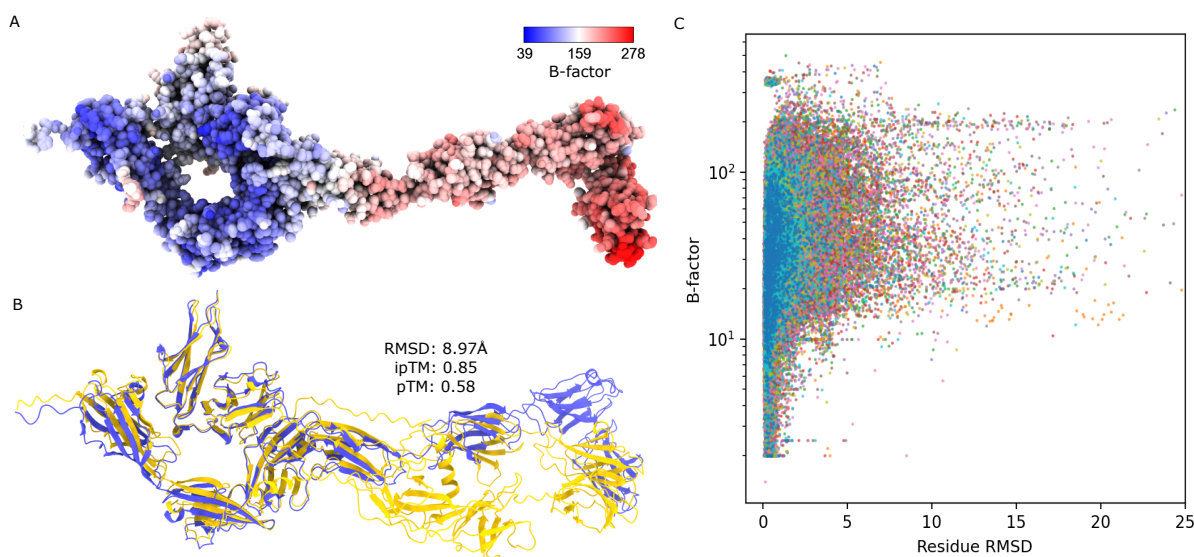 A
39 159 278
B-factor
B
RMSD: 8.97Å
ipTM: 0.85
pTM: 0.58
C
B-factor
10²
10¹
0 5 10 15 20 25
Residue RMSD